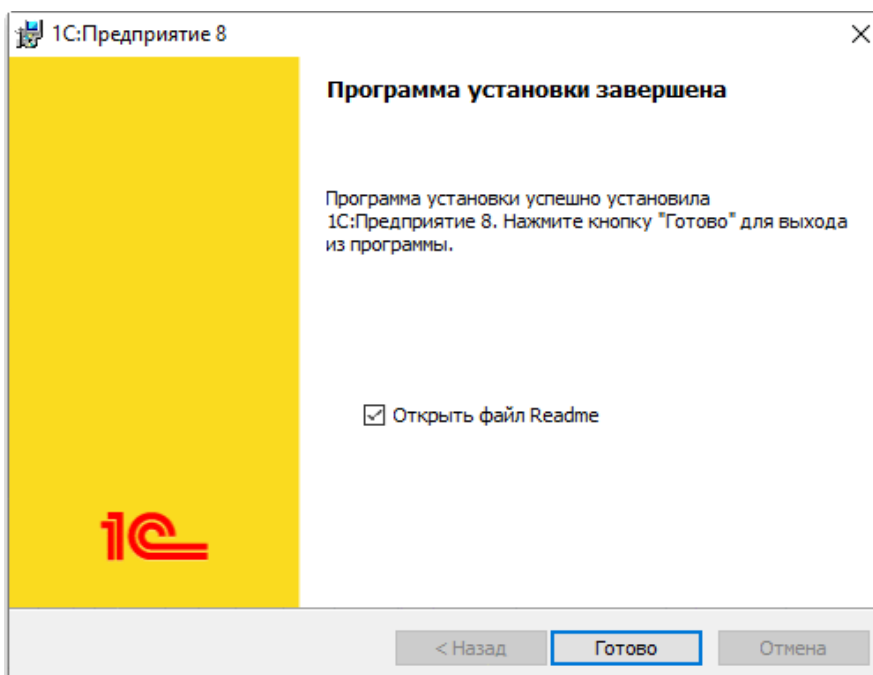 1С:Предприятие 8
Программа установки завершена
Программа установки успешно установила
1С:Предприятие 8. Нажмите кнопку "Готово" для выхода
из программы.
Открыть файл Readme
1С
< Назад
Готово
Отмена